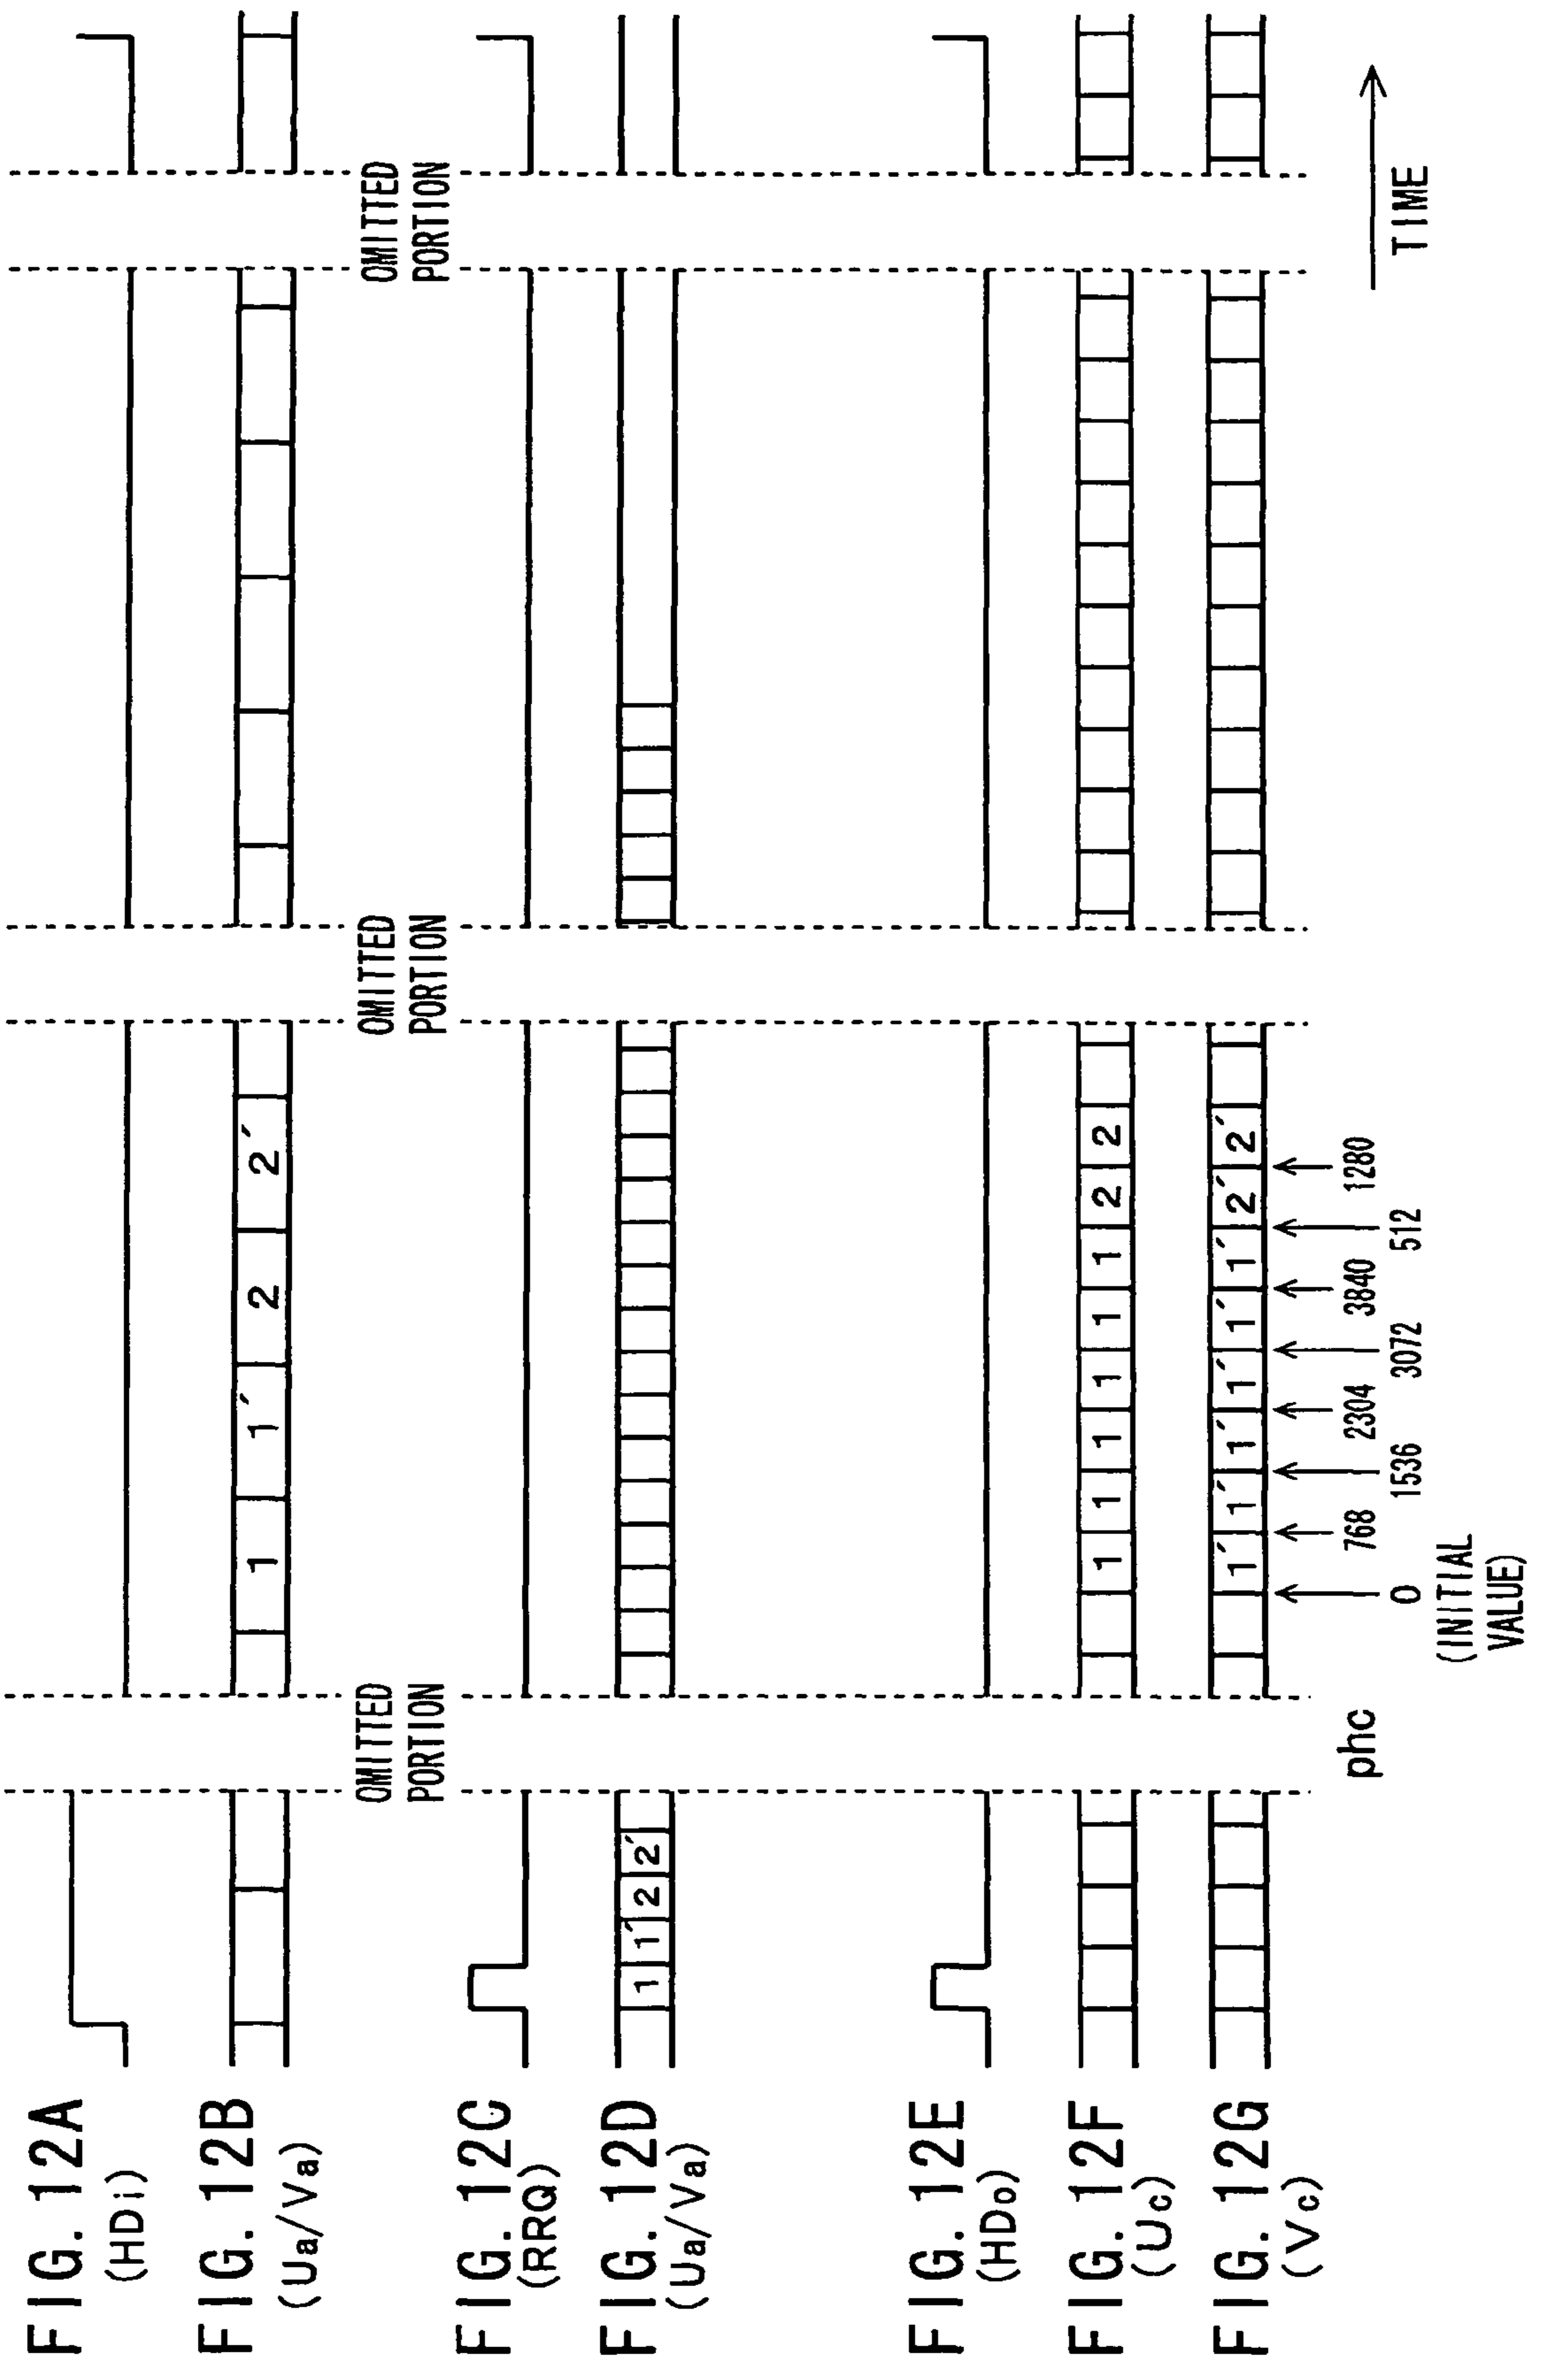 FIG. 12A
(HDi)
FIG. 12B
(Ua/Va)
1 1′ 2 2′
OMITTED
PORTION
OMITTED
PORTION
OMITTED
PORTION
FIG. 12C
(RRQ)
FIG. 12D
(Ua/Va)
1 1′ 2 2′
FIG. 12E
(HDo)
FIG. 12F
(Uc)
1 1 1 1 1 1 2 2
FIG. 12G
(Vc)
1′ 1′ 1′ 1′ 1′ 1′ 2′ 2′
phc
768 2304 3840 1280
0 1536 3072 512
(INITIAL
VALUE)
TIME